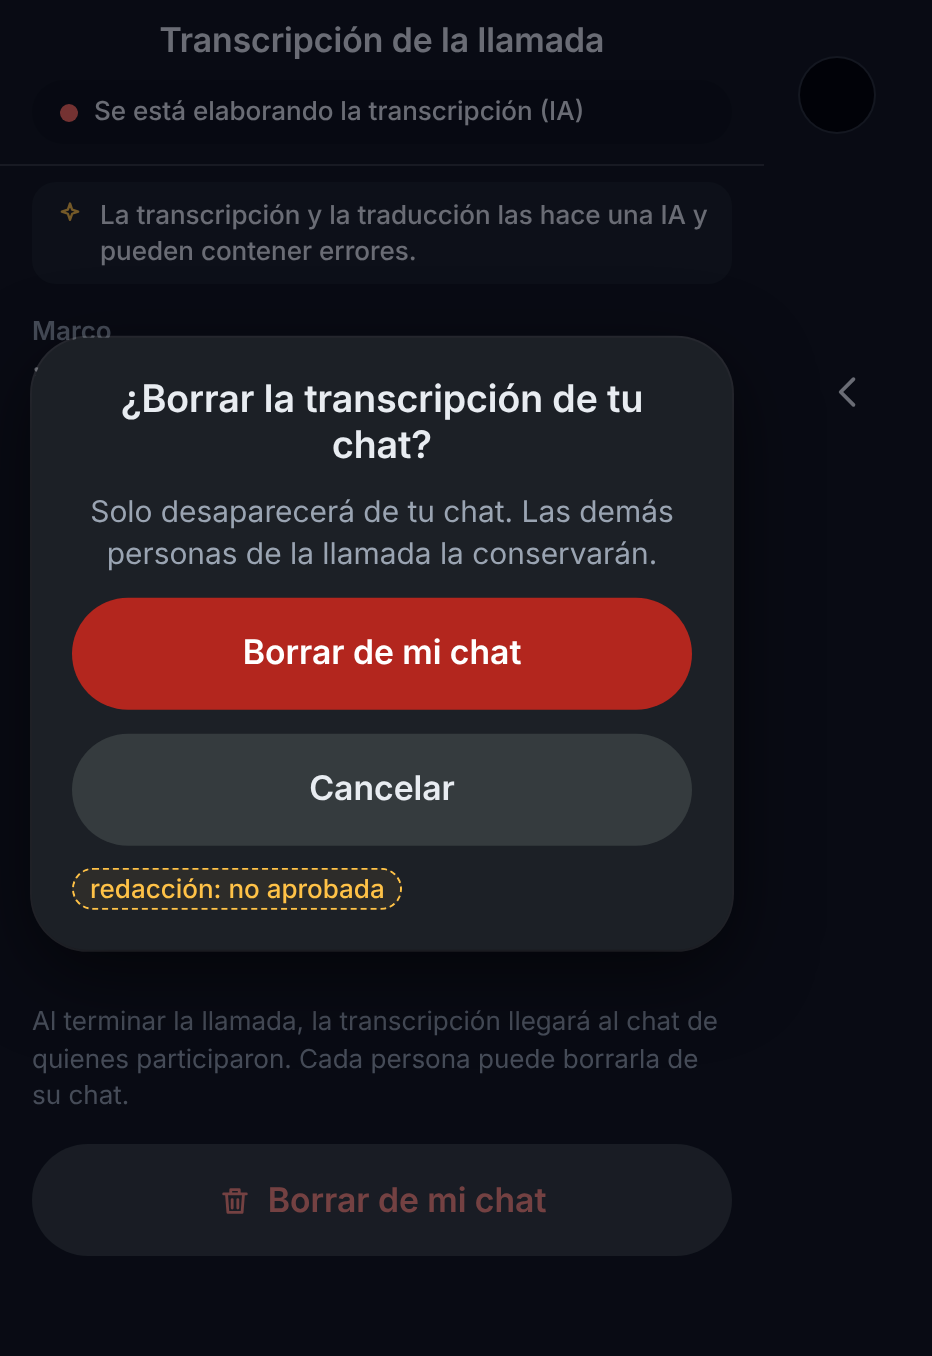 Transcripción de la llamada
Se está elaborando la transcripción (IA)
La transcripción y la traducción las hace una IA y
pueden contener errores.
Marco
¿Borrar la transcripción de tu
chat?
Solo desaparecerá de tu chat. Las demás
personas de la llamada la conservarán.
Borrar de mi chat
Cancelar
redacción: no aprobada
Al terminar la llamada, la transcripción llegará al chat de
quienes participaron. Cada persona puede borrarla de
su chat.
Borrar de mi chat